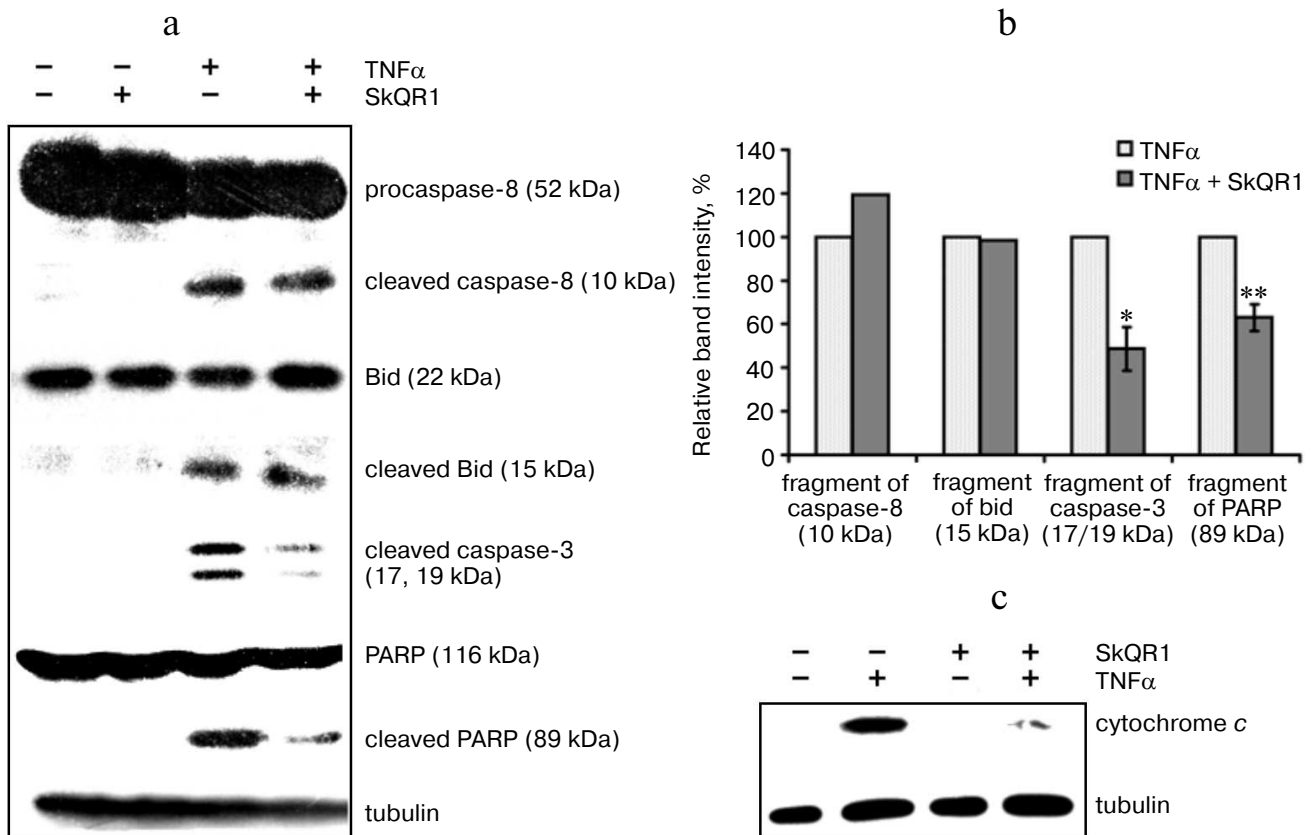 a
– – + + TNFα
– + – + SkQR1
procaspase-8 (52 kDa)
cleaved caspase-8 (10 kDa)
Bid (22 kDa)
cleaved Bid (15 kDa)
cleaved caspase-3
(17, 19 kDa)
PARP (116 kDa)
cleaved PARP (89 kDa)
tubulin
b
Relative band intensity, %
140
120
100
80
60
40
20
0
TNFα
TNFα + SkQR1
*
**
fragment of
caspase-8
(10 kDa)
fragment
of bid
(15 kDa)
fragment of
caspase-3
(17/19 kDa)
fragment
of PARP
(89 kDa)
c
– – + + SkQR1
– + – + TNFα
cytochrome c
tubulin